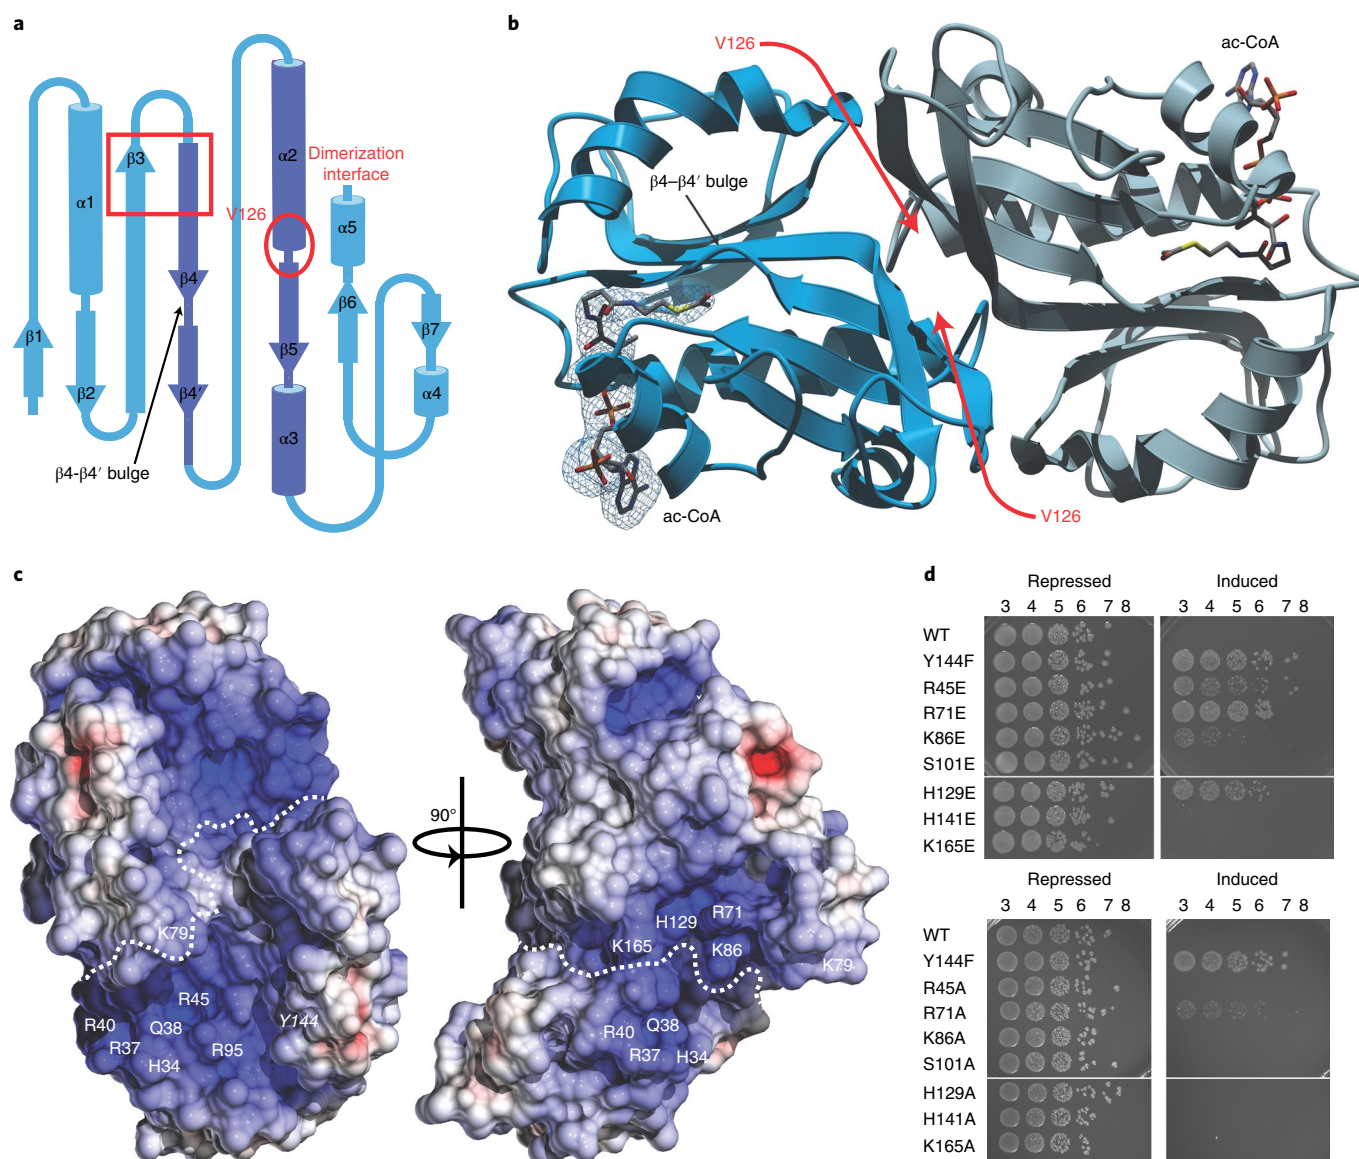 a
α1
α2
α3
α4
α5
β1
β2
β3
β4
β4′
β5
β6
β7
V126
Dimerization
interface
β4-β4′ bulge
b
V126
ac-CoA
β4–β4′ bulge
ac-CoA
V126
c
K79
R45
R40
Q38
R37
H34
R95
Y144
90°
H129
R71
K165
K86
K79
R40
Q38
R37
H34
d
Repressed
Induced
3 4 5 6 7 8
3 4 5 6 7 8
WT
Y144F
R45E
R71E
K86E
S101E
H129E
H141E
K165E
Repressed
Induced
3 4 5 6 7 8
3 4 5 6 7 8
WT
Y144F
R45A
R71A
K86A
S101A
H129A
H141A
K165A